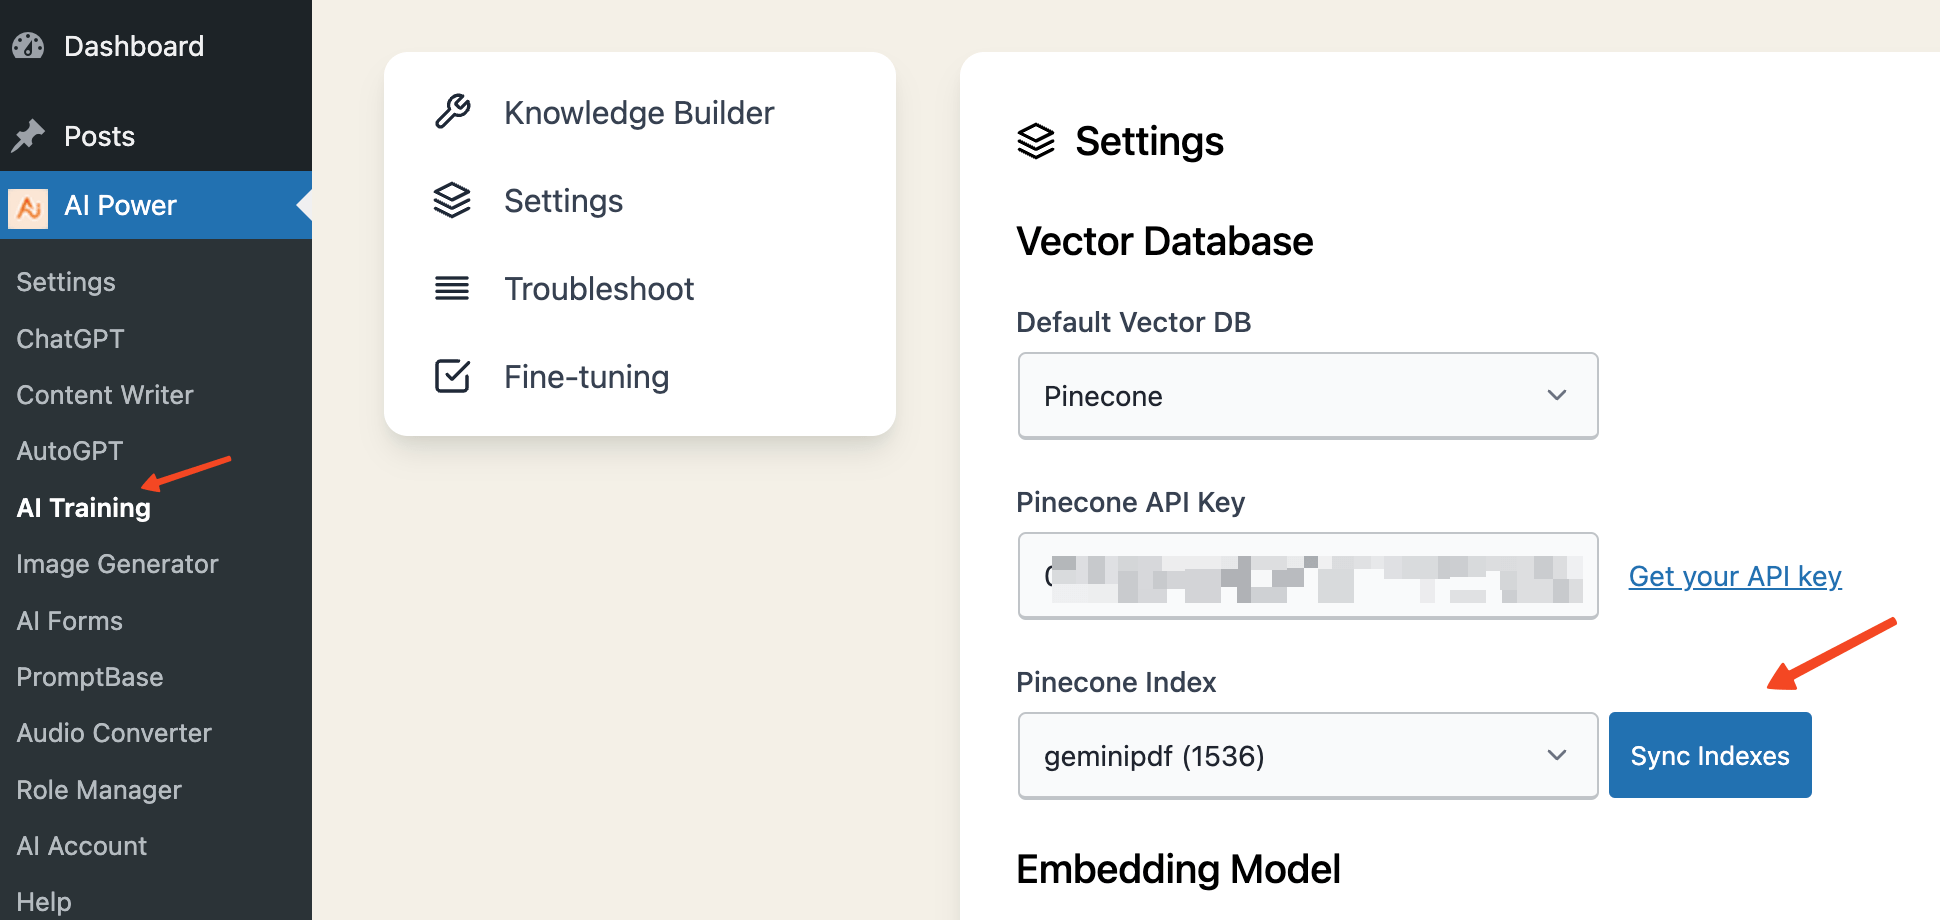 Dashboard
Posts
AI Power
Settings
ChatGPT
Content Writer
AutoGPT
AI Training
Image Generator
AI Forms
PromptBase
Audio Converter
Role Manager
AI Account
Help
Knowledge Builder
Settings
Troubleshoot
Fine-tuning
Settings
Vector Database
Default Vector DB
Pinecone
Pinecone API Key
Get your API key
Pinecone Index
geminipdf (1536)
Sync Indexes
Embedding Model